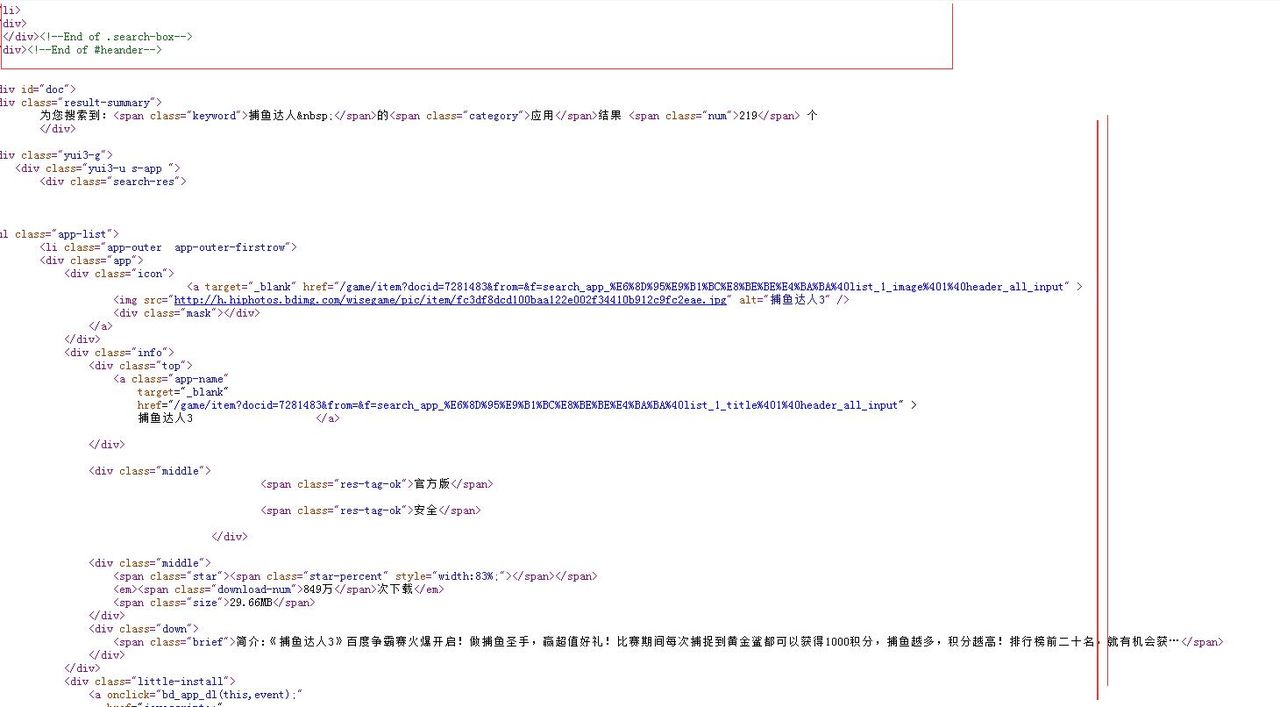 li>
div>
</div><!--End of .search-box-->
div><!--End of #heander-->
div id="doc">
div class="result-summary">
为您搜索到：<span class="keyword">捕鱼达人&nbsp;</span>的<span class="category">应用</span>结果 <span class="num">219</span> 个
</div>
div class="yui3-g">
<div class="yui3-u s-app ">
<div class="search-res">
ul class="app-list">
<li class="app-outer  app-outer-firstrow">
<div class="app">
<div class="icon">
<a target="_blank" href="/game/item?docid=7281483&from=&f=search_app_%E6%8D%95%E9%B1%BC%E8%BE%BE%E4%BA%BA%40list_1_image%401%40header_all_input" >
<img src="http://h.hiphotos.bdimg.com/wisegame/pic/item/fc3df8dcd100baa122e002f34410b912c9fc2eae.jpg" alt="捕鱼达人3" />
<div class="mask"></div>
</a>
</div>
<div class="info">
<div class="top">
<a class="app-name"
target="_blank"
href="/game/item?docid=7281483&from=&f=search_app_%E6%8D%95%E9%B1%BC%E8%BE%BE%E4%BA%BA%40list_1_title%401%40header_all_input" >
捕鱼达人3 </a>
</div>
<div class="middle">
<span class="res-tag-ok">官方版</span>
<span class="res-tag-ok">安全</span>
</div>
<div class="middle">
<span class="star"><span class="star-percent" style="width:83%;"></span></span>
<em><span class="download-num">849万</span>次下载</em>
<span class="size">29.66MB</span>
</div>
<div class="down">
<span class="brief">简介:《捕鱼达人3》百度争霸赛火爆开启！做捕鱼圣手，赢超值好礼！比赛期间每次捕捉到黄金鲨都可以获得1000积分，捕鱼越多，积分越高！排行榜前二十名，就有机会获…</span>
</div>
</div>
<div class="little-install">
<a onclick="bd_app_dl(this,event);"
href="javascript:;"